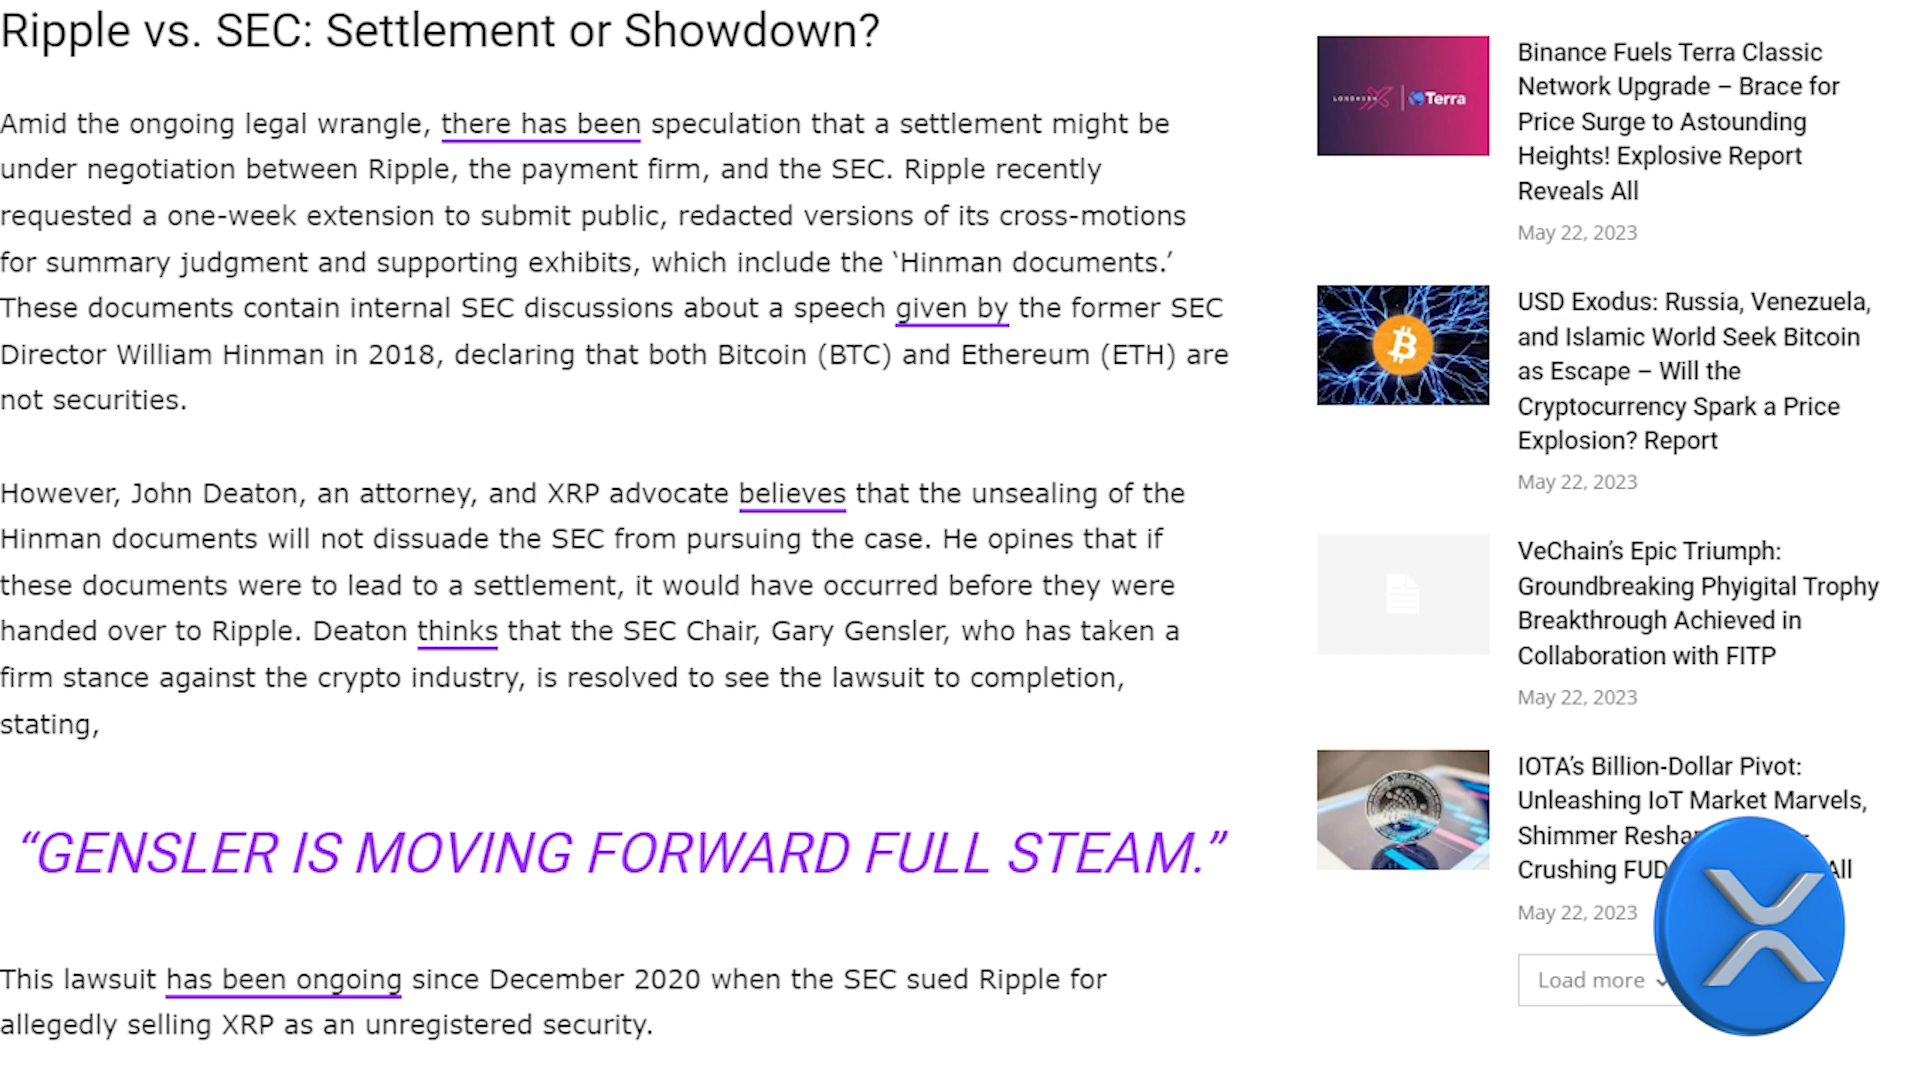 Ripple vs. SEC: Settlement or Showdown?
Amid the ongoing legal wrangle, there has been speculation that a settlement might be
under negotiation between Ripple, the payment firm, and the SEC. Ripple recently
requested a one-week extension to submit public, redacted versions of its cross-motions
for summary judgment and supporting exhibits, which include the ‘Hinman documents.’
These documents contain internal SEC discussions about a speech given by the former SEC
Director William Hinman in 2018, declaring that both Bitcoin (BTC) and Ethereum (ETH) are
not securities.
However, John Deaton, an attorney, and XRP advocate believes that the unsealing of the
Hinman documents will not dissuade the SEC from pursuing the case. He opines that if
these documents were to lead to a settlement, it would have occurred before they were
handed over to Ripple. Deaton thinks that the SEC Chair, Gary Gensler, who has taken a
firm stance against the crypto industry, is resolved to see the lawsuit to completion,
stating,
“GENSLER IS MOVING FORWARD FULL STEAM.”
This lawsuit has been ongoing since December 2020 when the SEC sued Ripple for
allegedly selling XRP as an unregistered security.
Terra
Binance Fuels Terra Classic
Network Upgrade – Brace for
Price Surge to Astounding
Heights! Explosive Report
Reveals All
May 22, 2023
USD Exodus: Russia, Venezuela,
and Islamic World Seek Bitcoin
as Escape – Will the
Cryptocurrency Spark a Price
Explosion? Report
May 22, 2023
VeChain’s Epic Triumph:
Groundbreaking Phyigital Trophy
Breakthrough Achieved in
Collaboration with FITP
May 22, 2023
IOTA’s Billion-Dollar Pivot:
Unleashing IoT Market Marvels,
Shimmer
Crushing FUD All
May 22, 2023
Load more